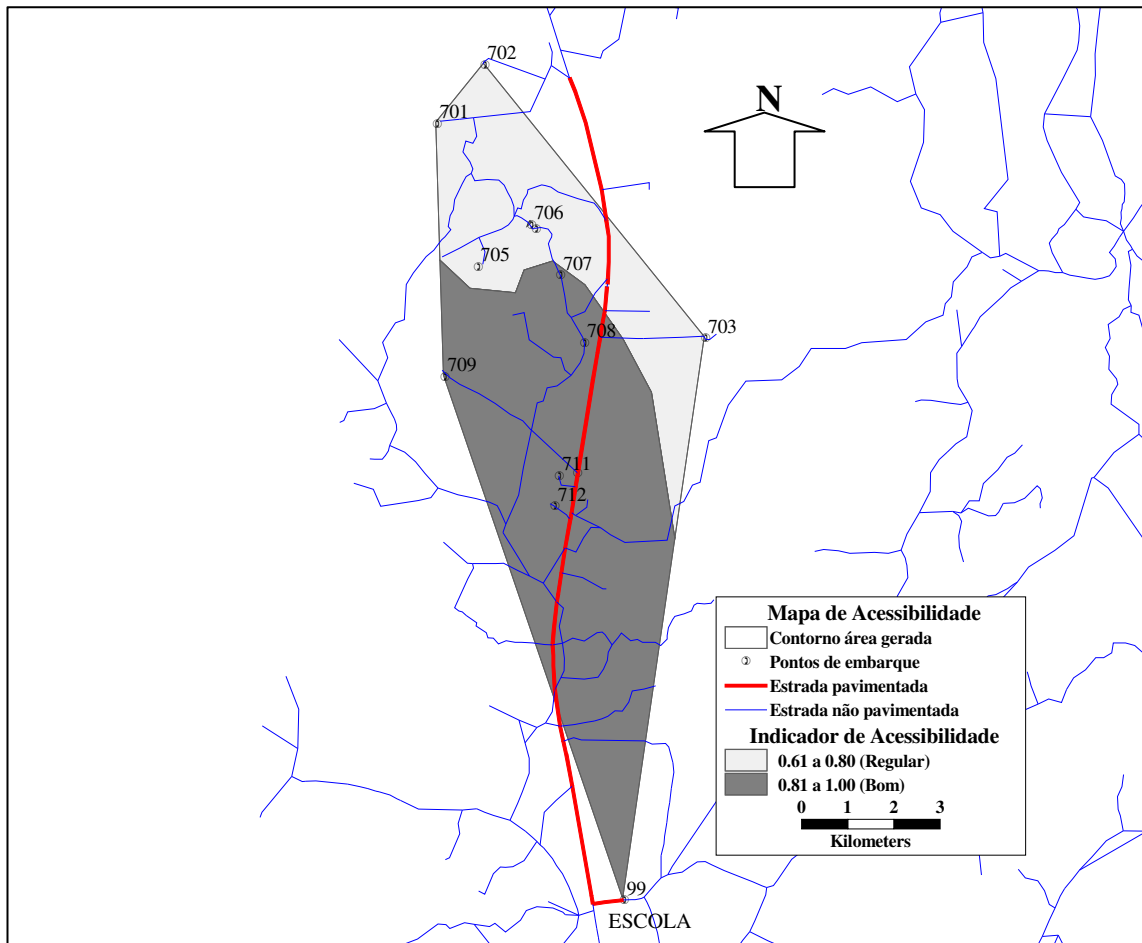 702
701
N
706
705
707
708
703
709
711
712
Mapa de Acessibilidade
Contorno área gerada
Pontos de embarque
Estrada pavimentada
Estrada não pavimentada
Indicador de Acessibilidade
0.61 a 0.80 (Regular)
0.81 a 1.00 (Bom)
0 1 2 3
Kilometers
99
ESCOLA